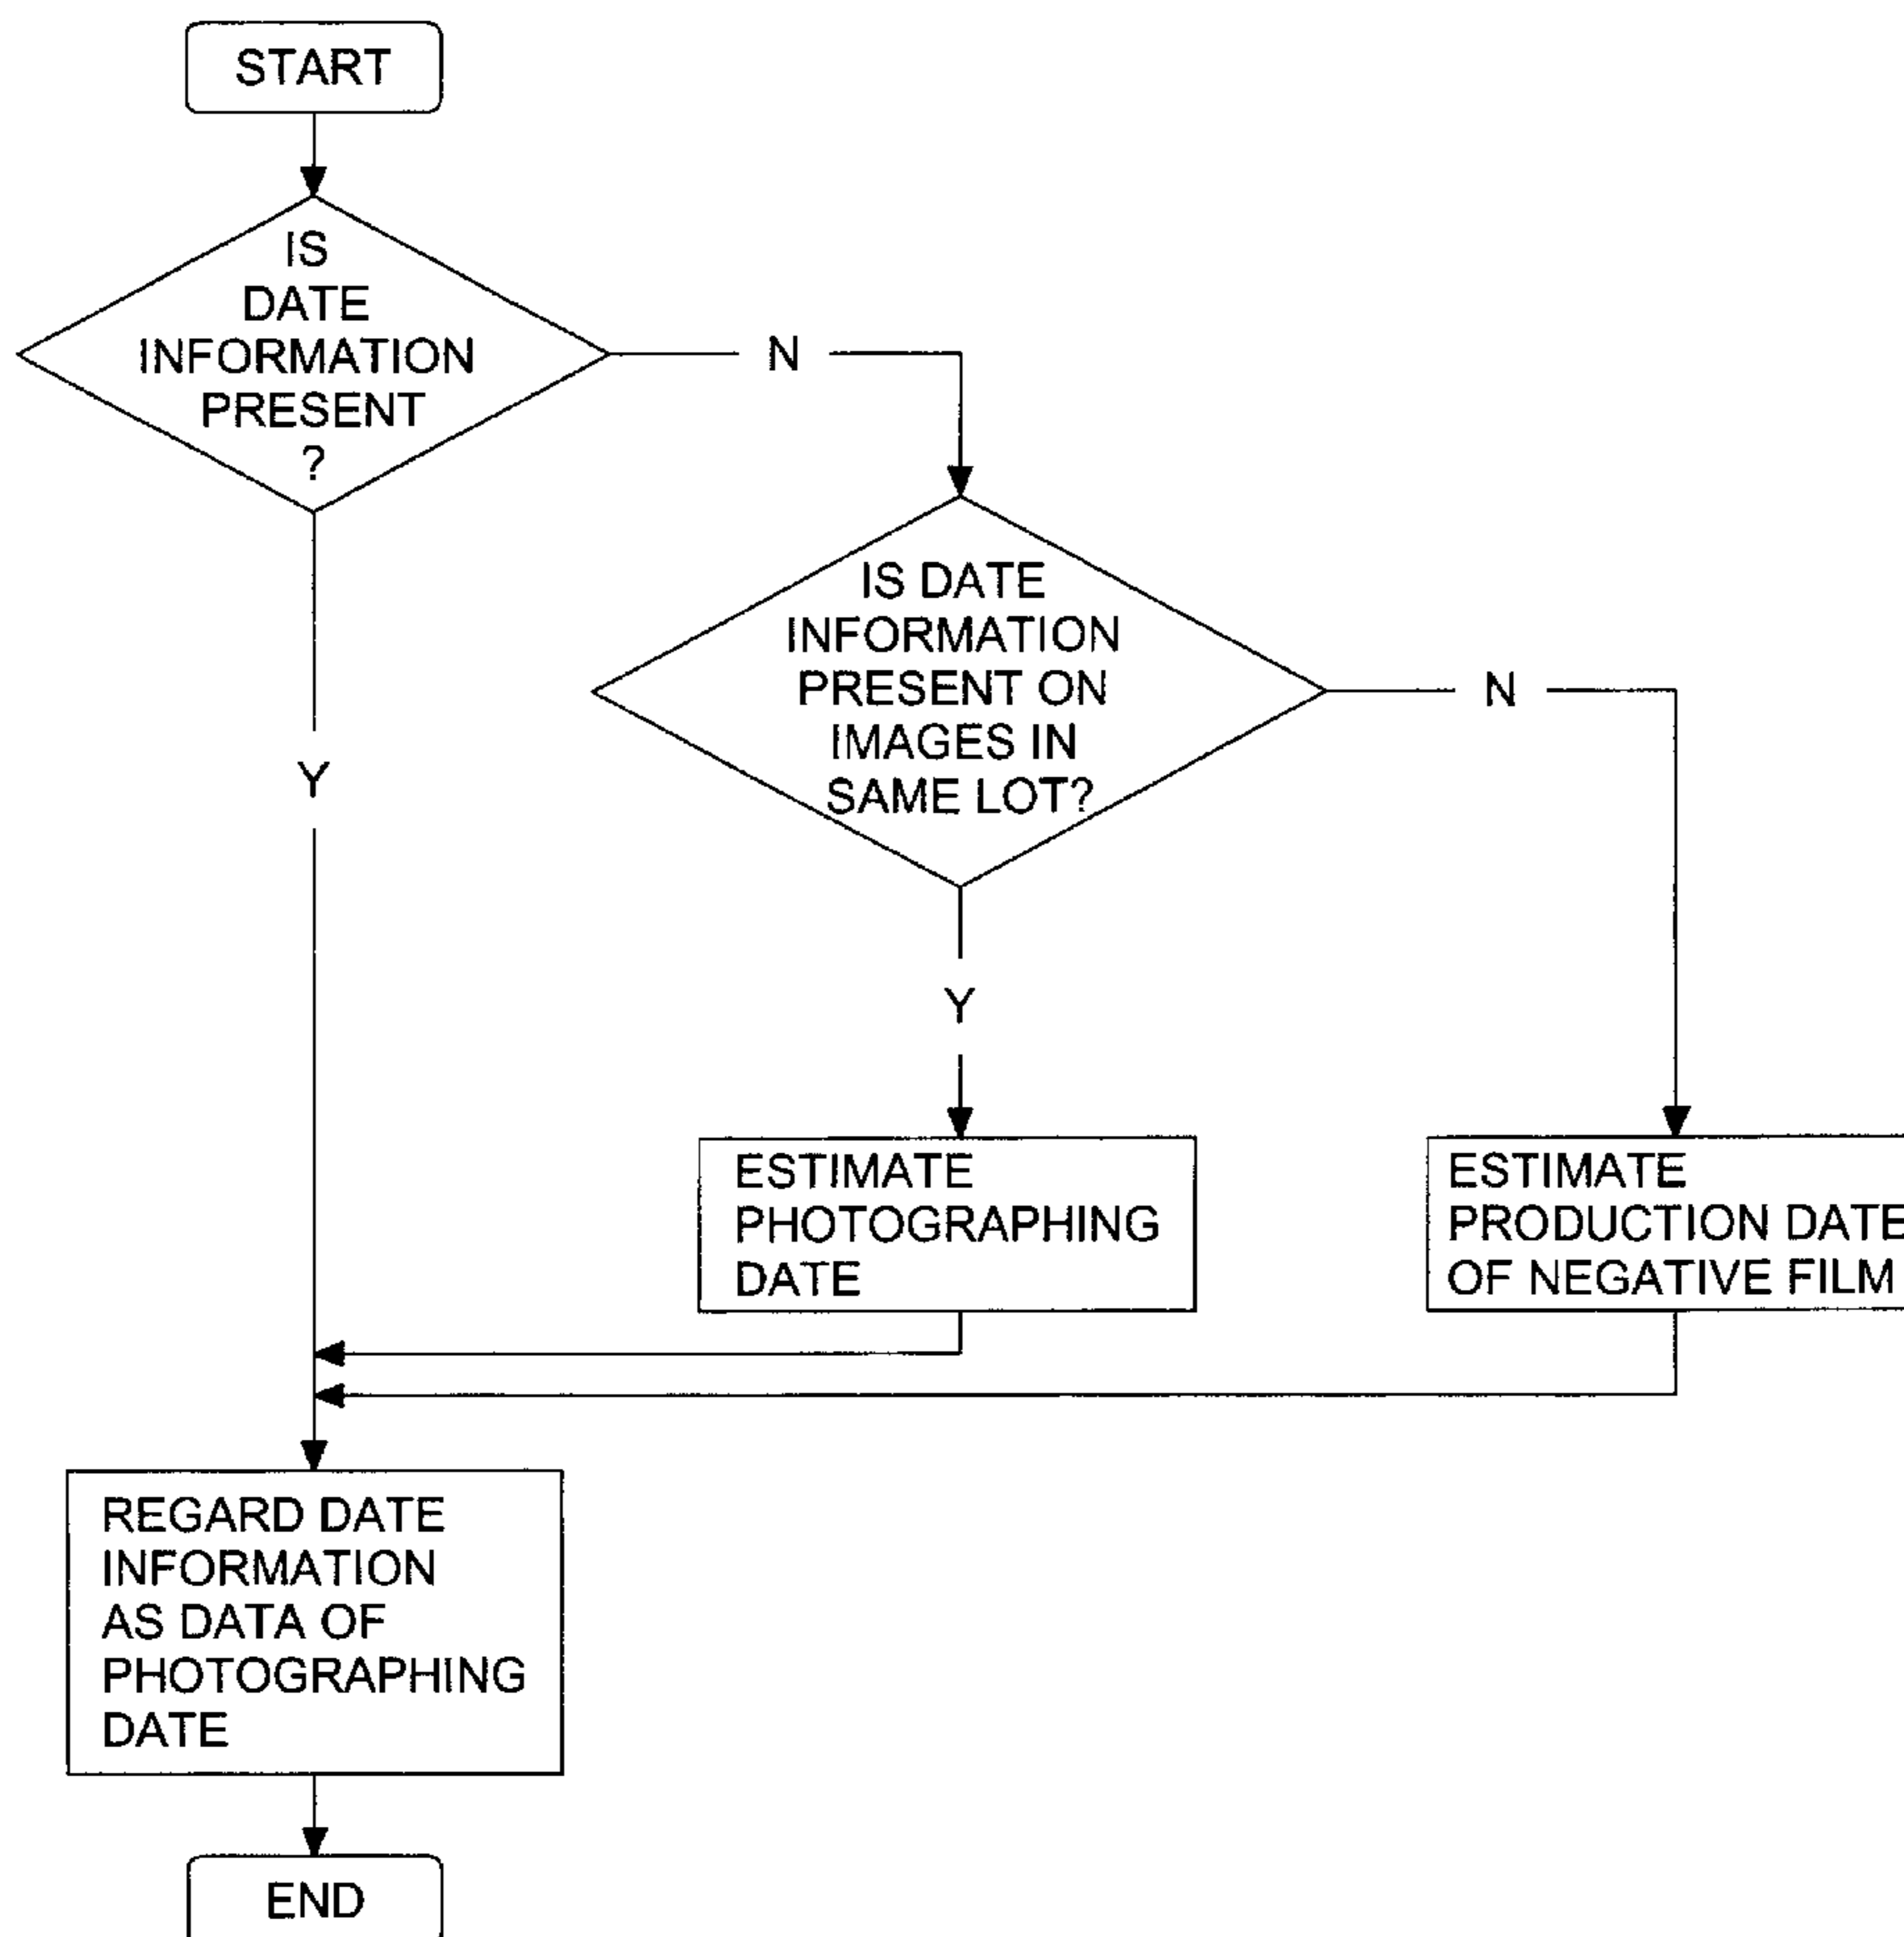 START
IS
DATE
INFORMATION
PRESENT
?
N
IS DATE
INFORMATION
PRESENT ON
IMAGES IN
SAME LOT?
N
Y
Y
ESTIMATE
PHOTOGRAPHING
DATE
ESTIMATE
PRODUCTION DATE
OF NEGATIVE FILM
REGARD DATE
INFORMATION
AS DATA OF
PHOTOGRAPHING
DATE
END